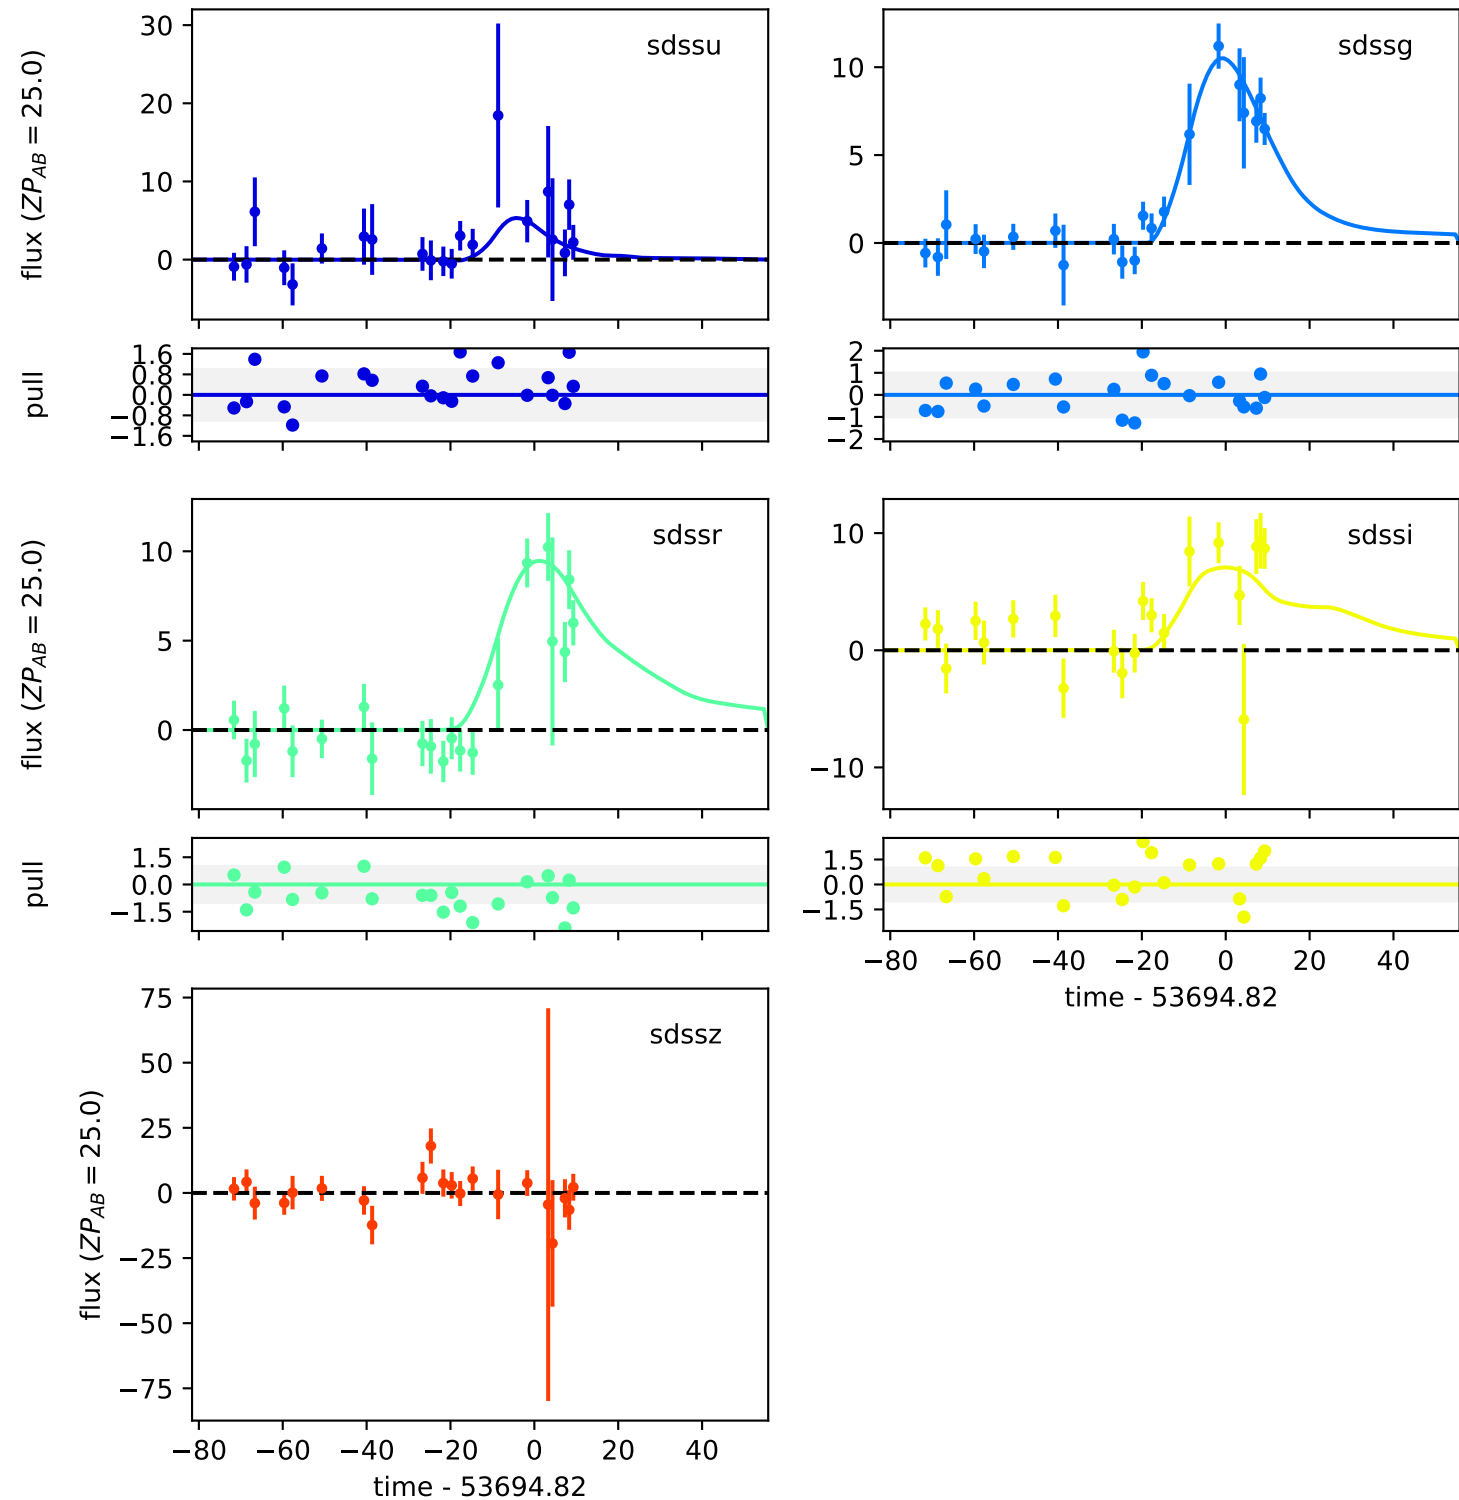 sdssu
flux (ZP_AB = 25.0)
30
20
10
0
pull
1.6
0.8
0.0
−0.8
−1.6
sdssg
10
5
0
2
1
0
−1
−2
sdssr
flux (ZP_AB = 25.0)
10
5
0
pull
1.5
0.0
−1.5
sdssi
10
0
−10
1.5
0.0
−1.5
−80 −60 −40 −20 0 20 40
time - 53694.82
sdssz
flux (ZP_AB = 25.0)
75
50
25
0
−25
−50
−75
−80 −60 −40 −20 0 20 40
time - 53694.82